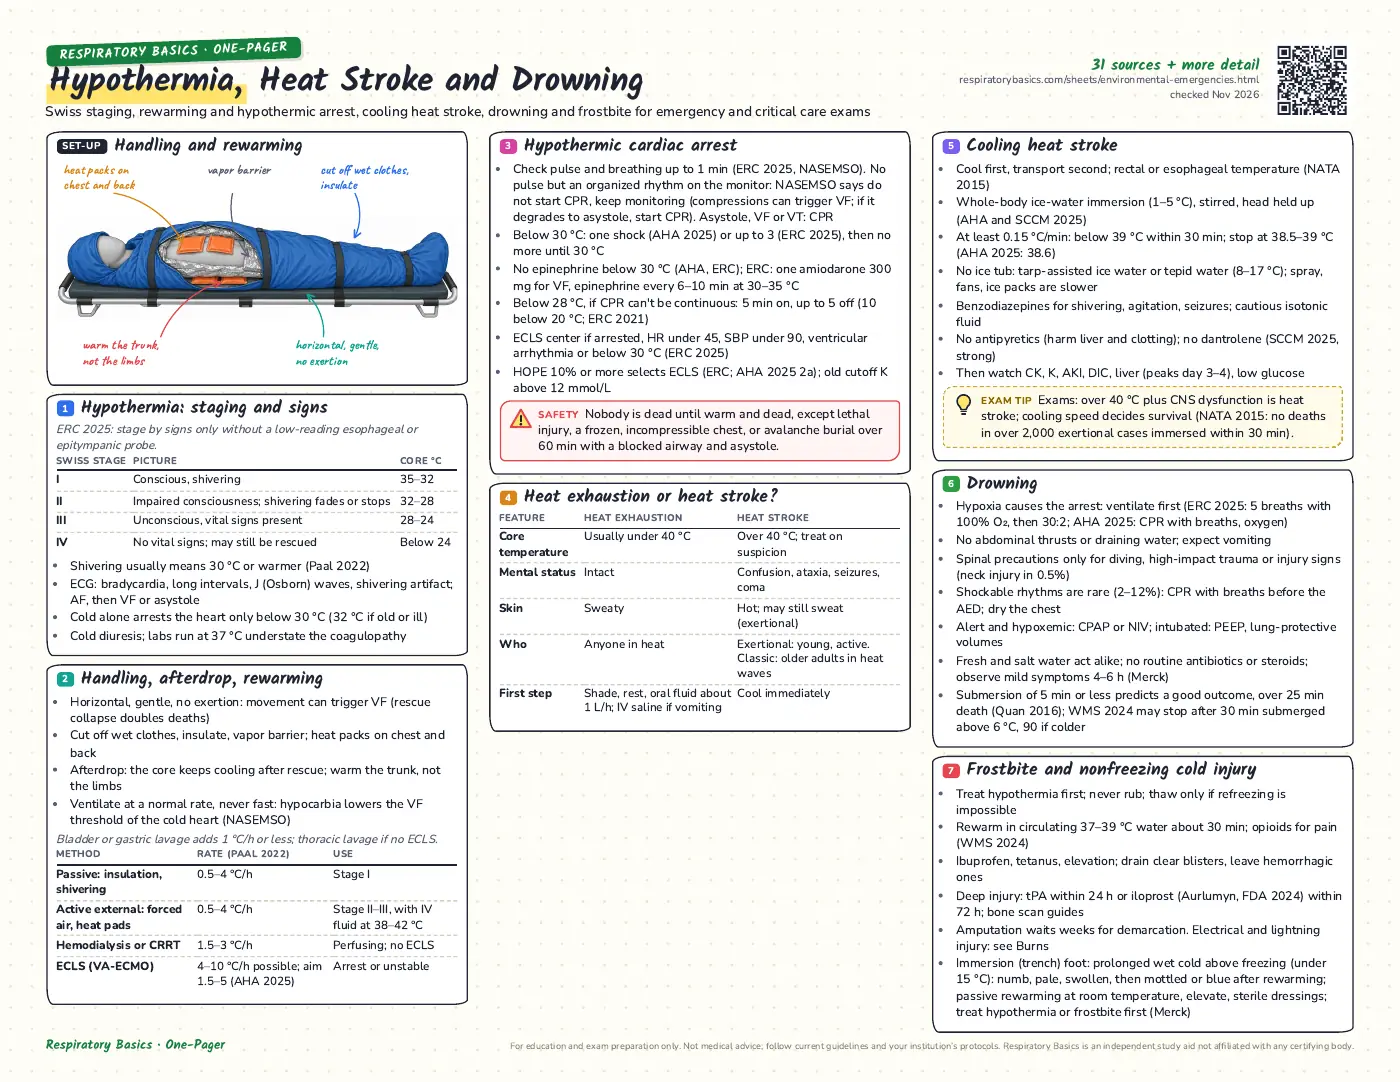 RESPIRATORY BASICS · ONE-PAGER
Hypothermia, Heat Stroke and Drowning
Swiss staging, rewarming and hypothermic arrest, cooling heat stroke, drowning and frostbite for emergency and critical care exams
31 sources + more detail
respiratorybasics.com/sheets/environmental-emergencies.html
checked Nov 2026
SET-UP Handling and rewarming
heat packs on
chest and back
vapor barrier
cut off wet clothes,
insulate
warm the trunk,
not the limbs
horizontal, gentle,
no exertion
1 Hypothermia: staging and signs
ERC 2025: stage by signs only without a low-reading esophageal or
epitympanic probe.
SWISS STAGE PICTURE CORE °C
I Conscious, shivering 35–32
II Impaired consciousness; shivering fades or stops 32–28
III Unconscious, vital signs present 28–24
IV No vital signs; may still be rescued Below 24
• Shivering usually means 30 °C or warmer (Paal 2022)
• ECG: bradycardia, long intervals, J (Osborn) waves, shivering artifact;
AF, then VF or asystole
• Cold alone arrests the heart only below 30 °C (32 °C if old or ill)
• Cold diuresis; labs run at 37 °C understate the coagulopathy
2 Handling, afterdrop, rewarming
• Horizontal, gentle, no exertion: movement can trigger VF (rescue
collapse doubles deaths)
• Cut off wet clothes, insulate, vapor barrier; heat packs on chest and
back
• Afterdrop: the core keeps cooling after rescue; warm the trunk, not
the limbs
• Ventilate at a normal rate, never fast: hypocarbia lowers the VF
threshold of the cold heart (NASEMSO)
Bladder or gastric lavage adds 1 °C/h or less; thoracic lavage if no ECLS.
METHOD RATE (PAAL 2022) USE
Passive: insulation, 0.5–4 °C/h Stage I
shivering
Active external: forced 0.5–4 °C/h Stage II–III, with IV
air, heat pads fluid at 38–42 °C
Hemodialysis or CRRT 1.5–3 °C/h Perfusing; no ECLS
ECLS (VA-ECMO) 4–10 °C/h possible; aim Arrest or unstable
1.5–5 (AHA 2025)
3 Hypothermic cardiac arrest
• Check pulse and breathing up to 1 min (ERC 2025, NASEMSO). No
pulse but an organized rhythm on the monitor: NASEMSO says do
not start CPR, keep monitoring (compressions can trigger VF; if it
degrades to asystole, start CPR). Asystole, VF or VT: CPR
• Below 30 °C: one shock (AHA 2025) or up to 3 (ERC 2025), then no
more until 30 °C
• No epinephrine below 30 °C (AHA, ERC); ERC: one amiodarone 300
mg for VF, epinephrine every 6–10 min at 30–35 °C
• Below 28 °C, if CPR can't be continuous: 5 min on, up to 5 off (10
below 20 °C; ERC 2021)
• ECLS center if arrested, HR under 45, SBP under 90, ventricular
arrhythmia or below 30 °C (ERC 2025)
• HOPE 10% or more selects ECLS (ERC; AHA 2025 2a); old cutoff K
above 12 mmol/L
SAFETY Nobody is dead until warm and dead, except lethal
injury, a frozen, incompressible chest, or avalanche burial over
60 min with a blocked airway and asystole.
4 Heat exhaustion or heat stroke?
FEATURE HEAT EXHAUSTION HEAT STROKE
Core Usually under 40 °C Over 40 °C; treat on
temperature suspicion
Mental status Intact Confusion, ataxia, seizures,
coma
Skin Sweaty Hot; may still sweat
(exertional)
Who Anyone in heat Exertional: young, active.
Classic: older adults in heat
waves
First step Shade, rest, oral fluid about Cool immediately
1 L/h; IV saline if vomiting
5 Cooling heat stroke
• Cool first, transport second; rectal or esophageal temperature (NATA
2015)
• Whole-body ice-water immersion (1–5 °C), stirred, head held up
(AHA and SCCM 2025)
• At least 0.15 °C/min: below 39 °C within 30 min; stop at 38.5–39 °C
(AHA 2025: 38.6)
• No ice tub: tarp-assisted ice water or tepid water (8–17 °C); spray,
fans, ice packs are slower
• Benzodiazepines for shivering, agitation, seizures; cautious isotonic
fluid
• No antipyretics (harm liver and clotting); no dantrolene (SCCM 2025,
strong)
• Then watch CK, K, AKI, DIC, liver (peaks day 3–4), low glucose
EXAM TIP Exams: over 40 °C plus CNS dysfunction is heat
stroke; cooling speed decides survival (NATA 2015: no deaths
in over 2,000 exertional cases immersed within 30 min).
6 Drowning
• Hypoxia causes the arrest: ventilate first (ERC 2025: 5 breaths with
100% O₂, then 30:2; AHA 2025: CPR with breaths, oxygen)
• No abdominal thrusts or draining water; expect vomiting
• Spinal precautions only for diving, high-impact trauma or injury signs
(neck injury in 0.5%)
• Shockable rhythms are rare (2–12%): CPR with breaths before the
AED; dry the chest
• Alert and hypoxemic: CPAP or NIV; intubated: PEEP, lung-protective
volumes
• Fresh and salt water act alike; no routine antibiotics or steroids;
observe mild symptoms 4–6 h (Merck)
• Submersion of 5 min or less predicts a good outcome, over 25 min
death (Quan 2016); WMS 2024 may stop after 30 min submerged
above 6 °C, 90 if colder
7 Frostbite and nonfreezing cold injury
• Treat hypothermia first; never rub; thaw only if refreezing is
impossible
• Rewarm in circulating 37–39 °C water about 30 min; opioids for pain
(WMS 2024)
• Ibuprofen, tetanus, elevation; drain clear blisters, leave hemorrhagic
ones
• Deep injury: tPA within 24 h or iloprost (Aurlumyn, FDA 2024) within
72 h; bone scan guides
• Amputation waits weeks for demarcation. Electrical and lightning
injury: see Burns
• Immersion (trench) foot: prolonged wet cold above freezing (under
15 °C): numb, pale, swollen, then mottled or blue after rewarming;
passive rewarming at room temperature, elevate, sterile dressings;
treat hypothermia or frostbite first (Merck)
Respiratory Basics · One-Pager
For education and exam preparation only. Not medical advice; follow current guidelines and your institution's protocols. Respiratory Basics is an independent study aid not affiliated with any certifying body.